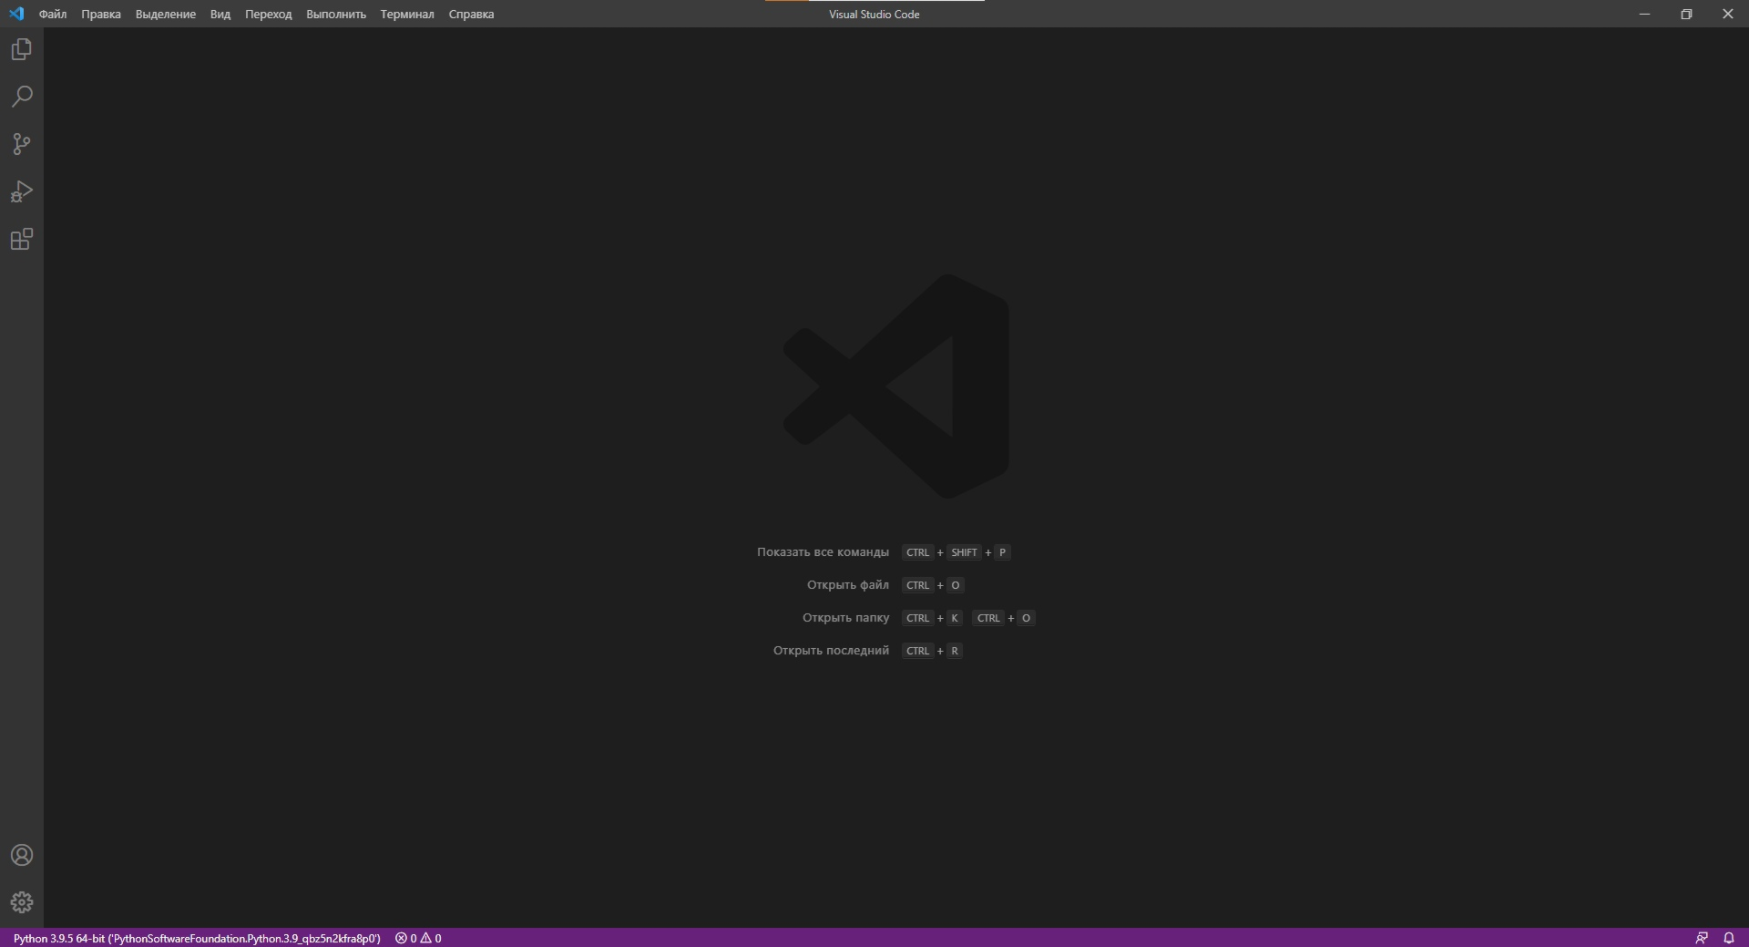 Файл Правка Выделение Вид Переход Выполнить Терминал Справка Visual Studio Code
Показать все команды CTRL + SHIFT + P
Открыть файл CTRL + O
Открыть папку CTRL + K CTRL + O
Открыть последний CTRL + R
Python 3.9.5 64-bit ('PythonSoftwareFoundation.Python.3.9_qbz5n2kfra8p0') 0 0